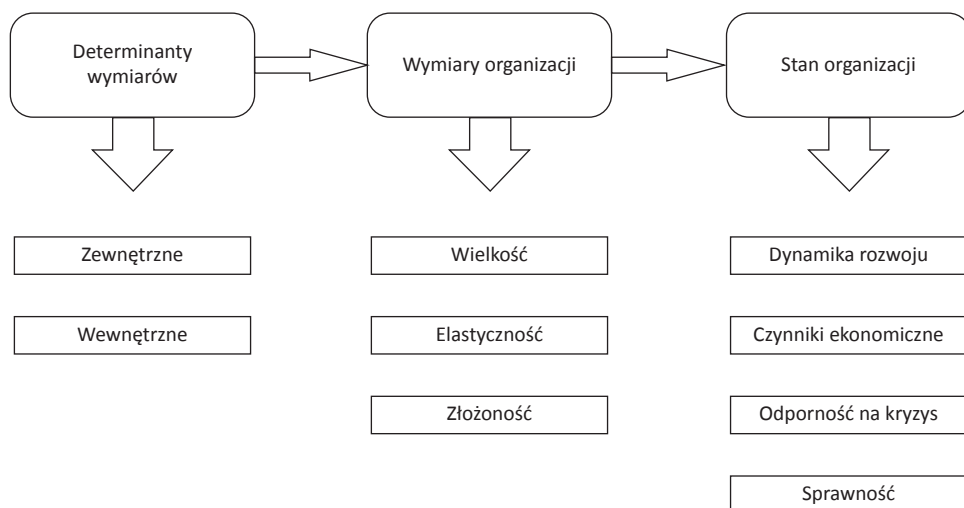 Determinanty
wymiarów
Wymiary organizacji
Stan organizacji
Zewnętrzne
Wielkość
Dynamika rozwoju
Wewnętrzne
Elastyczność
Czynniki ekonomiczne
Złożoność
Odporność na kryzys
Sprawność